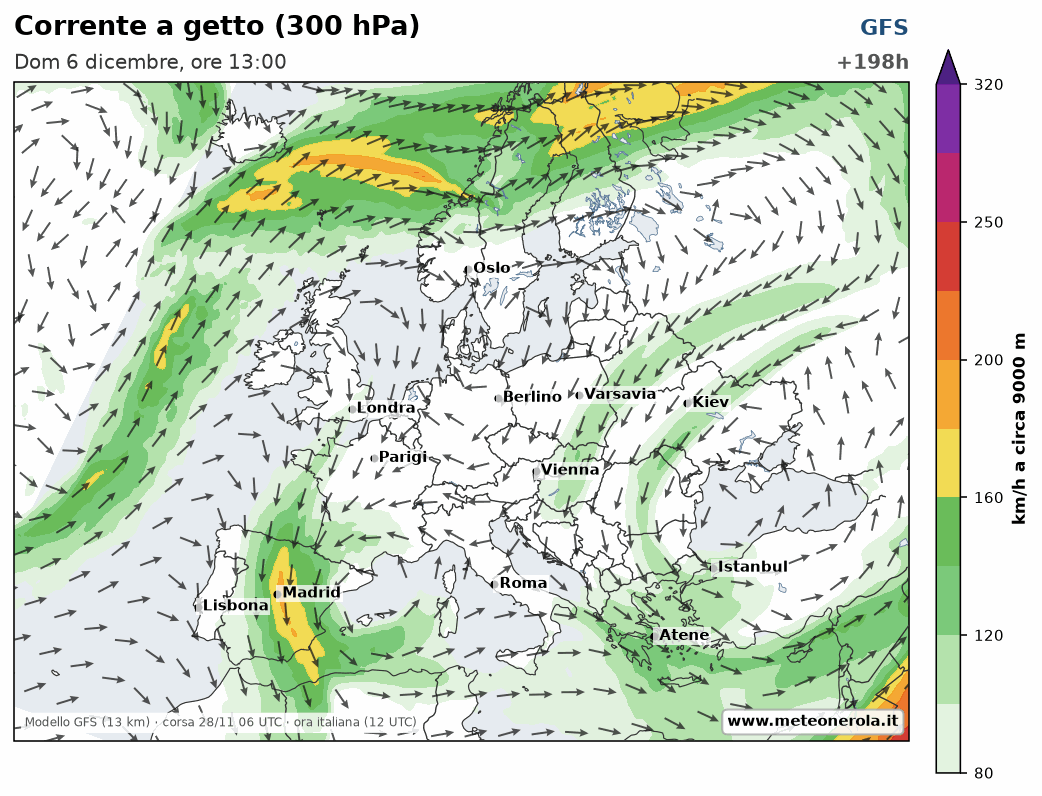 Corrente a getto (300 hPa)
GFS
Dom 6 dicembre, ore 13:00
+198h
320
250
200
160
120
80
km/h a circa 9000 m
Oslo
Londra
Berlino
Varsavia
Kiev
Parigi
Vienna
Istanbul
Roma
Madrid
Lisbona
Atene
Modello GFS (13 km) · corsa 28/11 06 UTC · ora italiana (12 UTC)
www.meteonerola.it